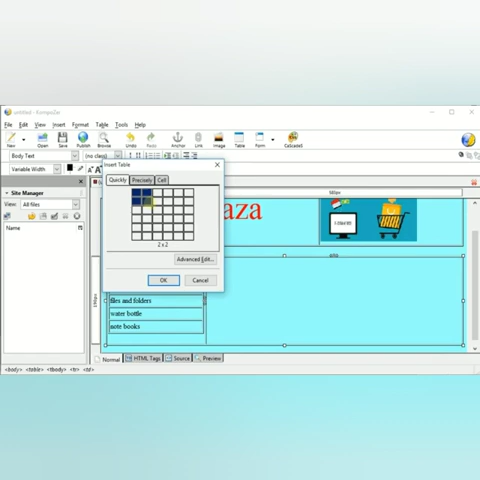 untitled - KompoZer
File Edit View Insert Format Table Tools Help
New Open Save Publish Browse Undo Redo Anchor Link Image Table Form CaScadeS
Body Text (no class)
Variable Width
Insert Table
Site Manager
Quickly Precisely Cell
View: All files
Name
aza
2 x 2
Advanced Edit...
OK Cancel
files and folders
water bottle
note books
Normal HTML Tags Source Preview
<body> <table> <tbody> <tr> <td>